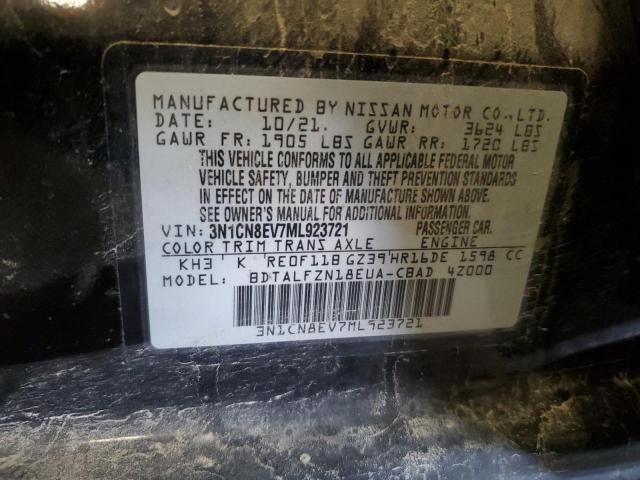 MANUFACTURED BY NISSAN MOTOR CO.,LTD.
DATE: 10/21. GVWR: 3624 LBS
GAWR FR: 1905 LBS GAWR RR: 1720 LBS
THIS VEHICLE CONFORMS TO ALL APPLICABLE FEDERAL MOTOR
VEHICLE SAFETY, BUMPER AND THEFT PREVENTION STANDARDS
IN EFFECT ON THE DATE OF MANUFACTURE SHOWN ABOVE.
SEE OWNER'S MANUAL FOR ADDITIONAL INFORMATION.
VIN: 3N1CN8EV7ML923721 PASSENGER CAR.
COLOR TRIM TRANS AXLE ENGINE
KH3' K RE0F11B GZ39'HR16DE 1598 CC
MODEL: BDTALFZN18EUA-CBAD 4Z000
3N1CN8EV7ML923721